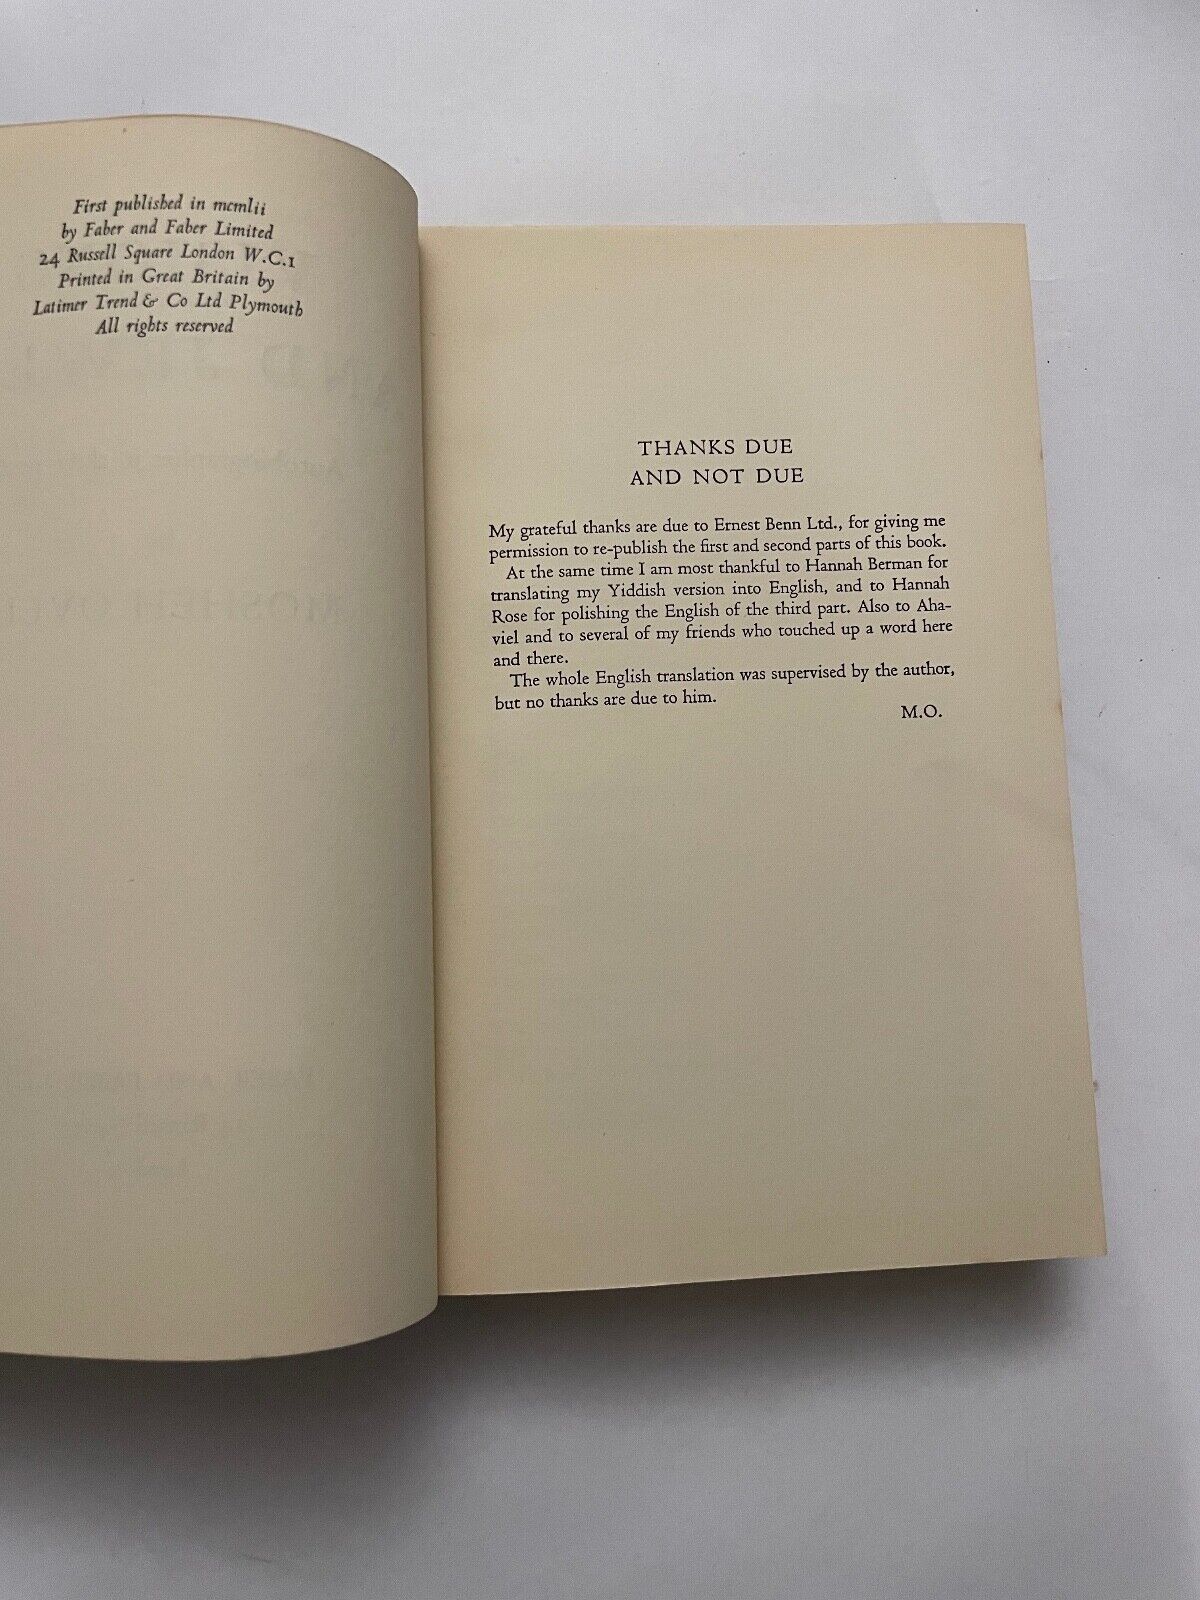 First published in mcmlii
by Faber and Faber Limited
24 Russell Square London W.C.1
Printed in Great Britain by
Latimer Trend & Co Ltd Plymouth
All rights reserved
THANKS DUE
AND NOT DUE
My grateful thanks are due to Ernest Benn Ltd., for giving me
permission to re-publish the first and second parts of this book.
At the same time I am most thankful to Hannah Berman for
translating my Yiddish version into English, and to Hannah
Rose for polishing the English of the third part. Also to Aha-
viel and to several of my friends who touched up a word here
and there.
The whole English translation was supervised by the author,
but no thanks are due to him.
M.O.